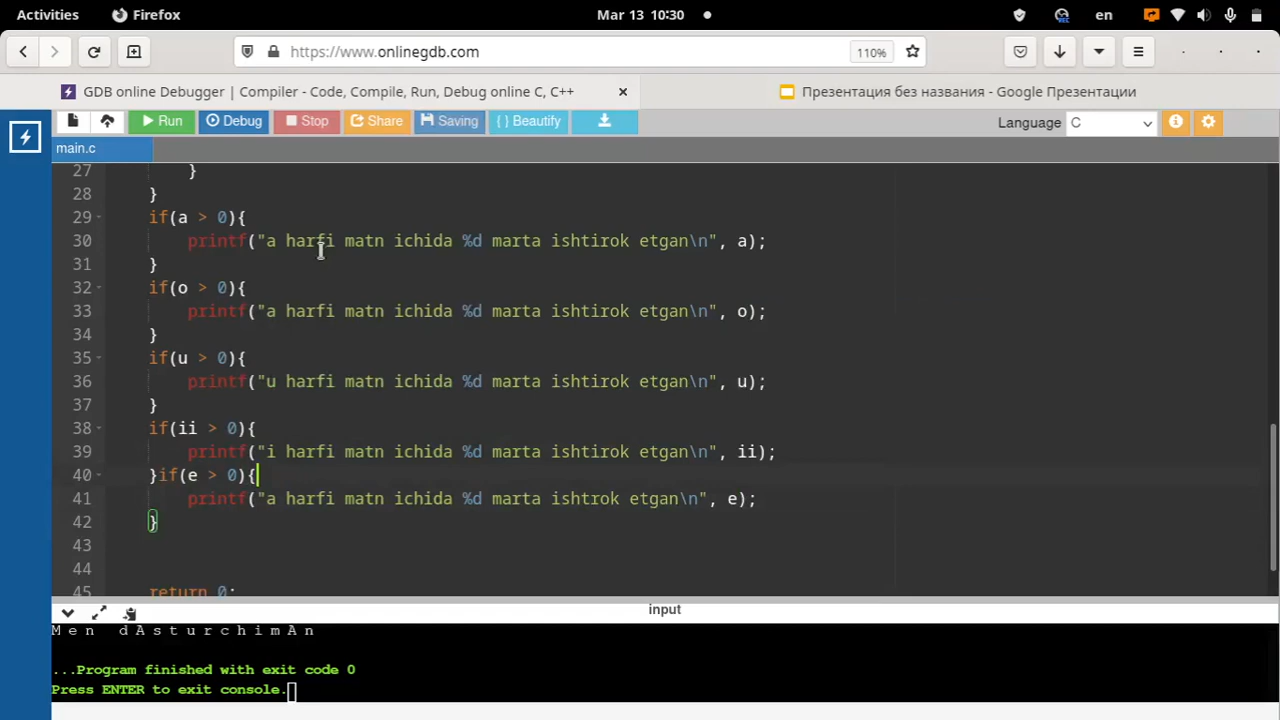 Activities Firefox Mar 13 10:30 en
https://www.onlinegdb.com 110%
GDB online Debugger | Compiler - Code, Compile, Run, Debug online C, C++ Презентация без названия - Google Презентации
Run Debug Stop Share Saving { } Beautify Language C
main.c
27 }
28 }
29 if(a > 0){
30 printf("a harfi matn ichida %d marta ishtirok etgan\n", a);
31 }
32 if(o > 0){
33 printf("a harfi matn ichida %d marta ishtirok etgan\n", o);
34 }
35 if(u > 0){
36 printf("u harfi matn ichida %d marta ishtirok etgan\n", u);
37 }
38 if(ii > 0){
39 printf("i harfi matn ichida %d marta ishtirok etgan\n", ii);
40 }if(e > 0){
41 printf("a harfi matn ichida %d marta ishtrok etgan\n", e);
42 }
43
44
45 return 0;
input
Men dAsturchimAn
...Program finished with exit code 0
Press ENTER to exit console.